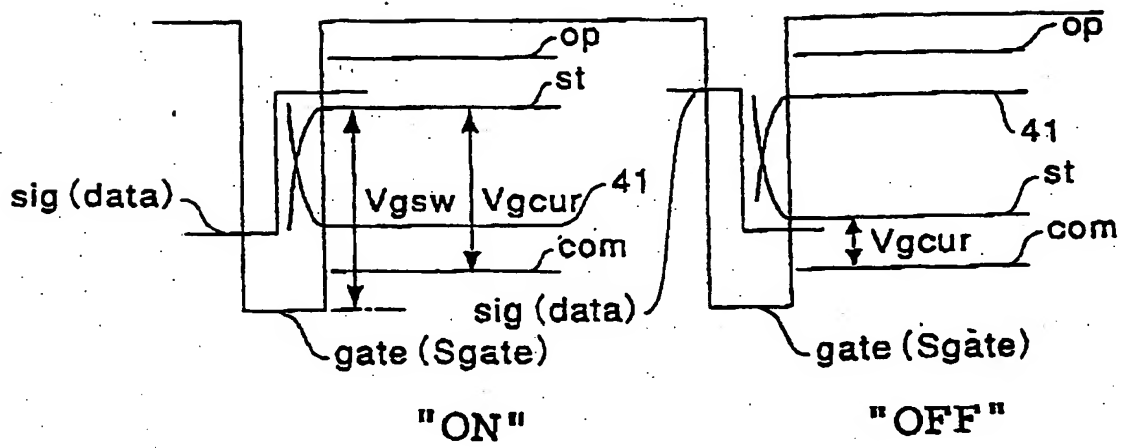 op
op
st
41
sig (data)
Vgsw
Vgcur
41
st
com
Vgcur
com
sig (data)
gate (Sgate)
gate (Sgate)
"ON"
"OFF"